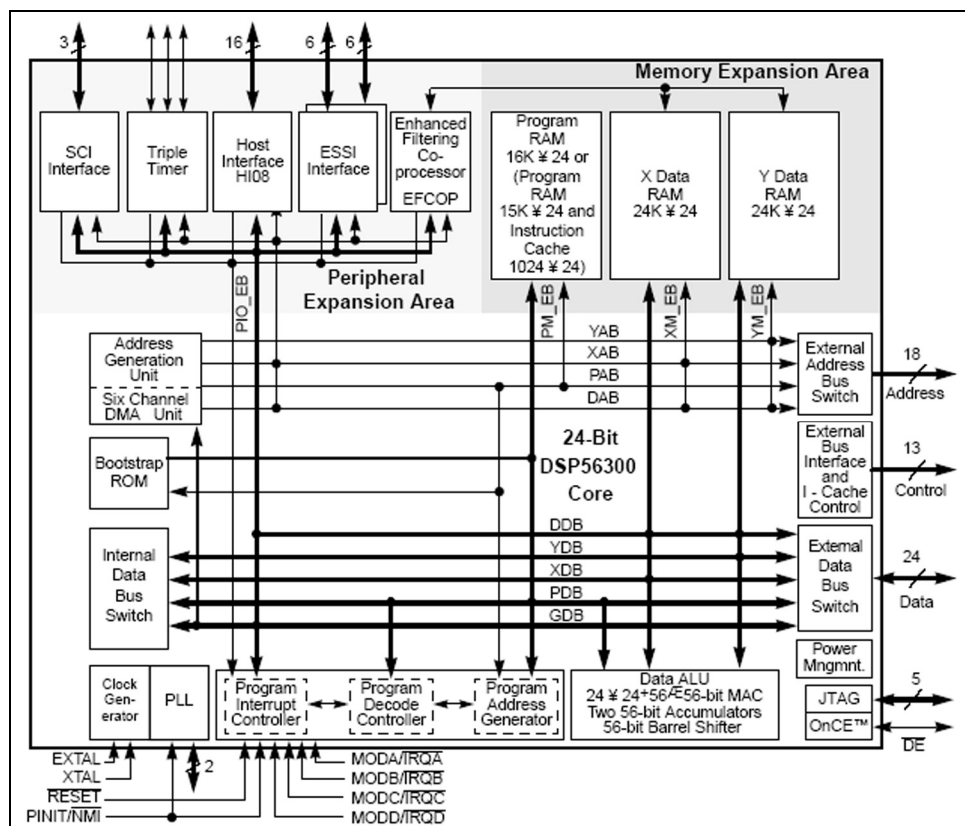 3
16
6
6
Memory Expansion Area
SCI
Interface
Triple
Timer
Host
Interface
HI08
ESSI
Interface
Enhanced
Filtering
Co-
processor
EFCOP
Program
RAM
16K ¥ 24 or
(Program
RAM
15K ¥ 24 and
Instruction
Cache
1024 ¥ 24)
X Data
RAM
24K ¥ 24
Y Data
RAM
24K ¥ 24
Peripheral
Expansion Area
PIO_EB
PM_EB
XM_EB
YM_EB
Address
Generation
Unit
Six Channel
DMA Unit
YAB
XAB
PAB
DAB
External
Address
Bus
Switch
18
Address
Bootstrap
ROM
24-Bit
DSP56300
Core
External
Bus
Interface
and
I - Cache
Control
13
Control
Internal
Data
Bus
Switch
DDB
YDB
XDB
PDB
GDB
External
Data
Bus
Switch
24
Data
Power
Mngmnt.
Clock
Gen-
erator
PLL
Program
Interrupt
Controller
Program
Decode
Controller
Program
Address
Generator
Data ALU
24 ¥ 24+56Æ56-bit MAC
Two 56-bit Accumulators
56-bit Barrel Shifter
JTAG
5
OnCE™
DE
EXTAL
XTAL
RESET
PINIT/NMI
2
MODA/IRQA
MODB/IRQB
MODC/IRQC
MODD/IRQD